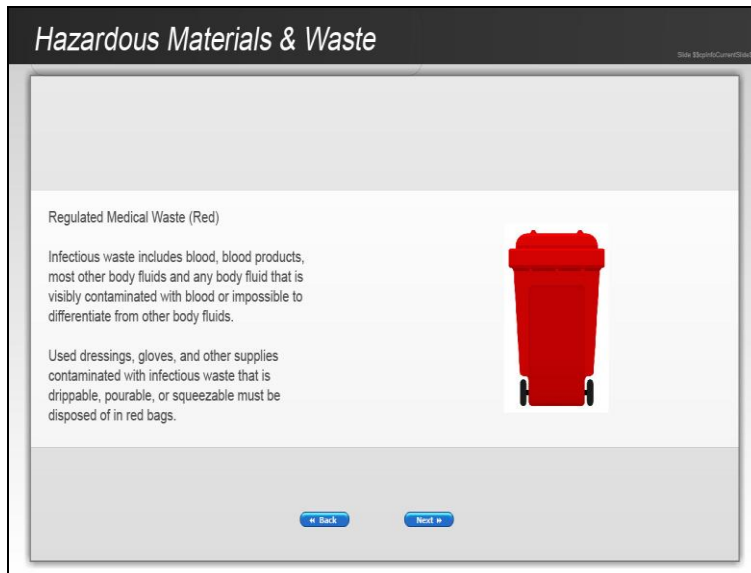 Hazardous Materials & Waste
Slide $$cpInfoCurrentSlide$
Regulated Medical Waste (Red)
Infectious waste includes blood, blood products,
most other body fluids and any body fluid that is
visibly contaminated with blood or impossible to
differentiate from other body fluids.
Used dressings, gloves, and other supplies
contaminated with infectious waste that is
drippable, pourable, or squeezable must be
disposed of in red bags.
Back
Next